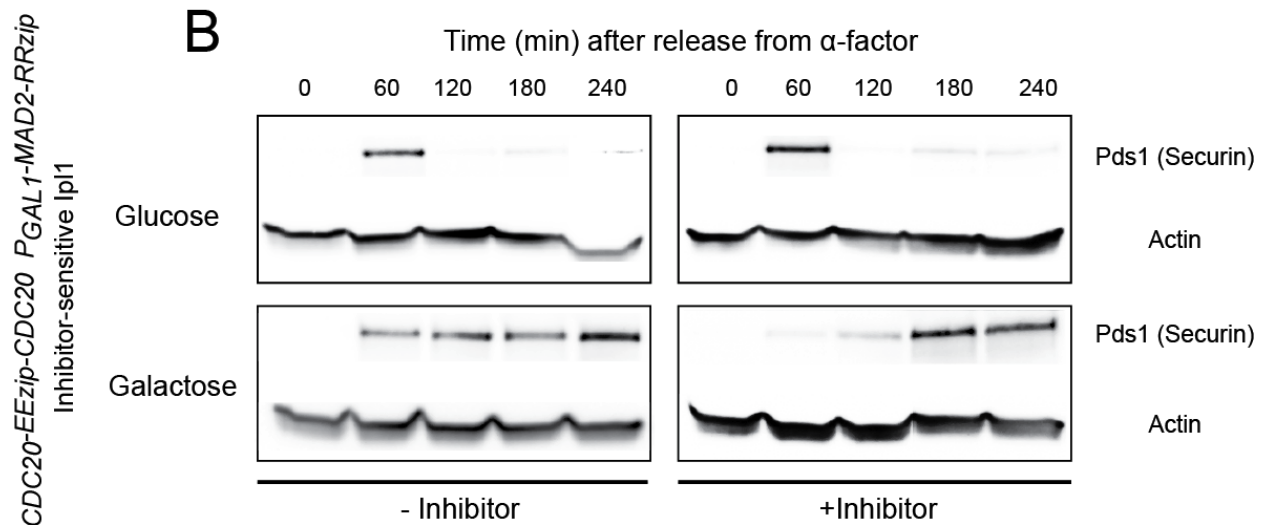 B
Time (min) after release from α-factor
0 60 120 180 240 0 60 120 180 240
CDC20-EEzip-CDC20 PGAL1-MAD2-RRzip
Inhibitor-sensitive Ipl1
Glucose
Pds1 (Securin)
Actin
Galactose
Pds1 (Securin)
Actin
- Inhibitor
+Inhibitor